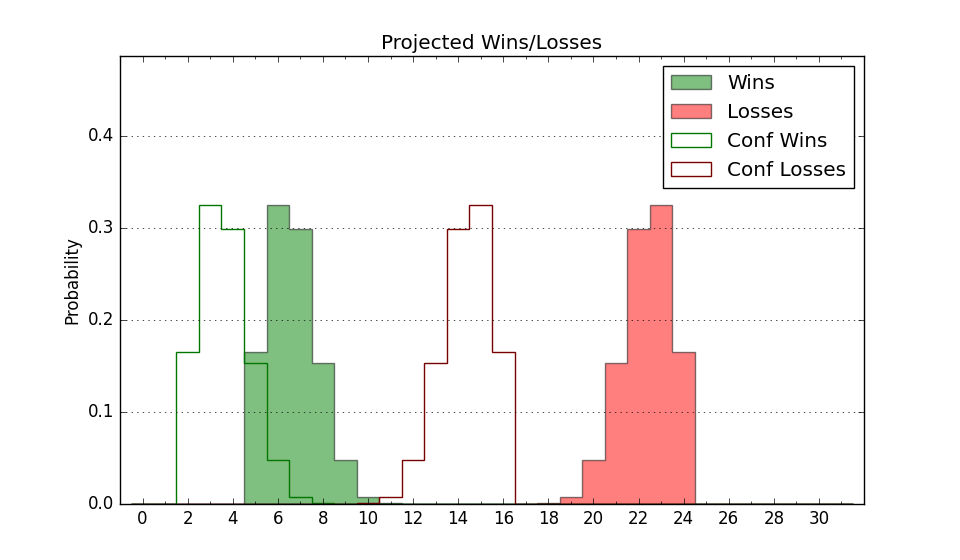 Projected Wins/Losses
Wins
Losses
Conf Wins
Conf Losses
Probability
0.4
0.3
0.2
0.1
0.0
0 2 4 6 8 10 12 14 16 18 20 22 24 26 28 30